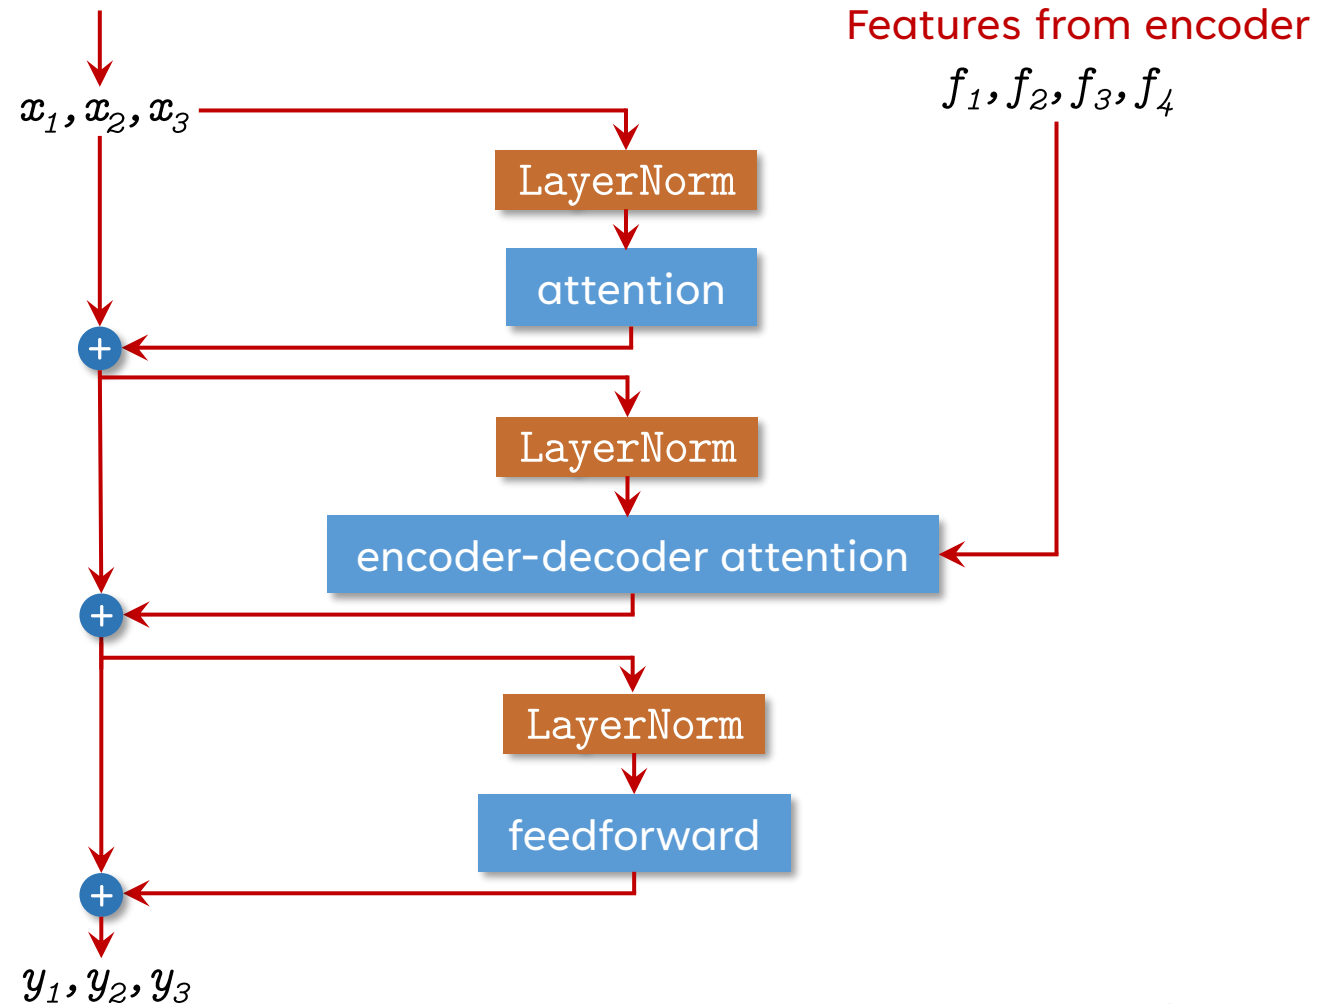 Features from encoder
x₁, x₂, x₃
f₁, f₂, f₃, f₄
LayerNorm
attention
+
LayerNorm
encoder-decoder attention
+
LayerNorm
feedforward
+
y₁, y₂, y₃